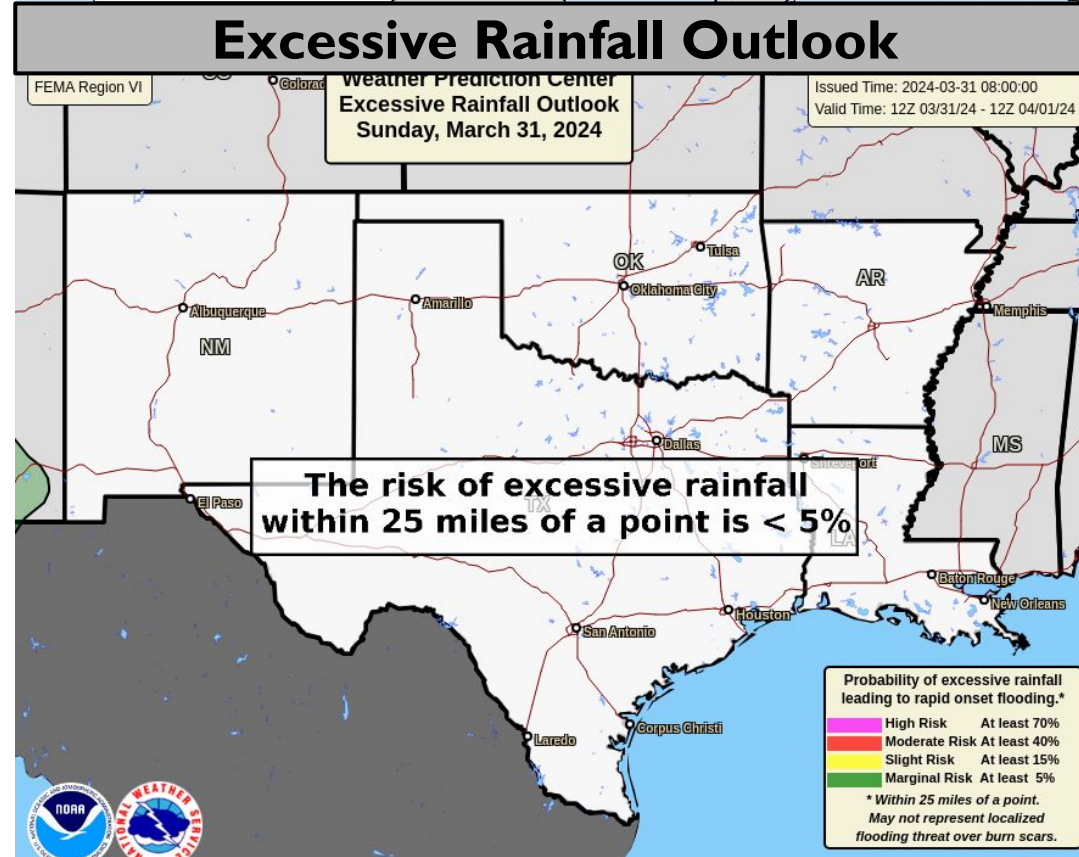 Excessive Rainfall Outlook
FEMA Region VI
Weather Prediction Center
Excessive Rainfall Outlook
Sunday, March 31, 2024
Issued Time: 2024-03-31 08:00:00
Valid Time: 12Z 03/31/24 - 12Z 04/01/24
Colorad
Tulsa
OK
Oklahoma City
AR
Amarillo
Albuquerque
Memphis
NM
Dallas
MS
Shreveport
The risk of excessive rainfall
within 25 miles of a point is < 5%
TX
El Paso
LA
Baton Rouge
New Orleans
Houston
San Antonio
Corpus Christi
Laredo
Probability of excessive rainfall
leading to rapid onset flooding.*
High Risk At least 70%
Moderate Risk At least 40%
Slight Risk At least 15%
Marginal Risk At least 5%
* Within 25 miles of a point.
May not represent localized
flooding threat over burn scars.
NOAA
NATIONAL WEATHER SERVICE